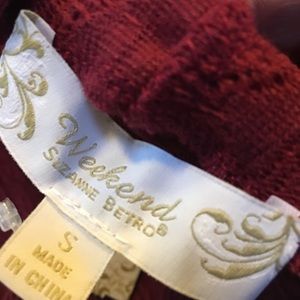 Weekend
SUZANNE BETRO®
S
MADE
IN CHINA